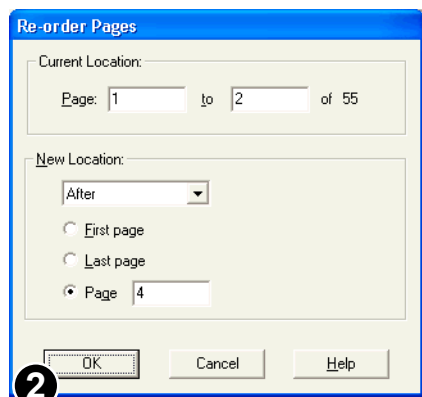 Re-order Pages
Current Location:
Page: 1 to 2 of 55
New Location:
After
First page
Last page
Page 4
OK Cancel Help
2